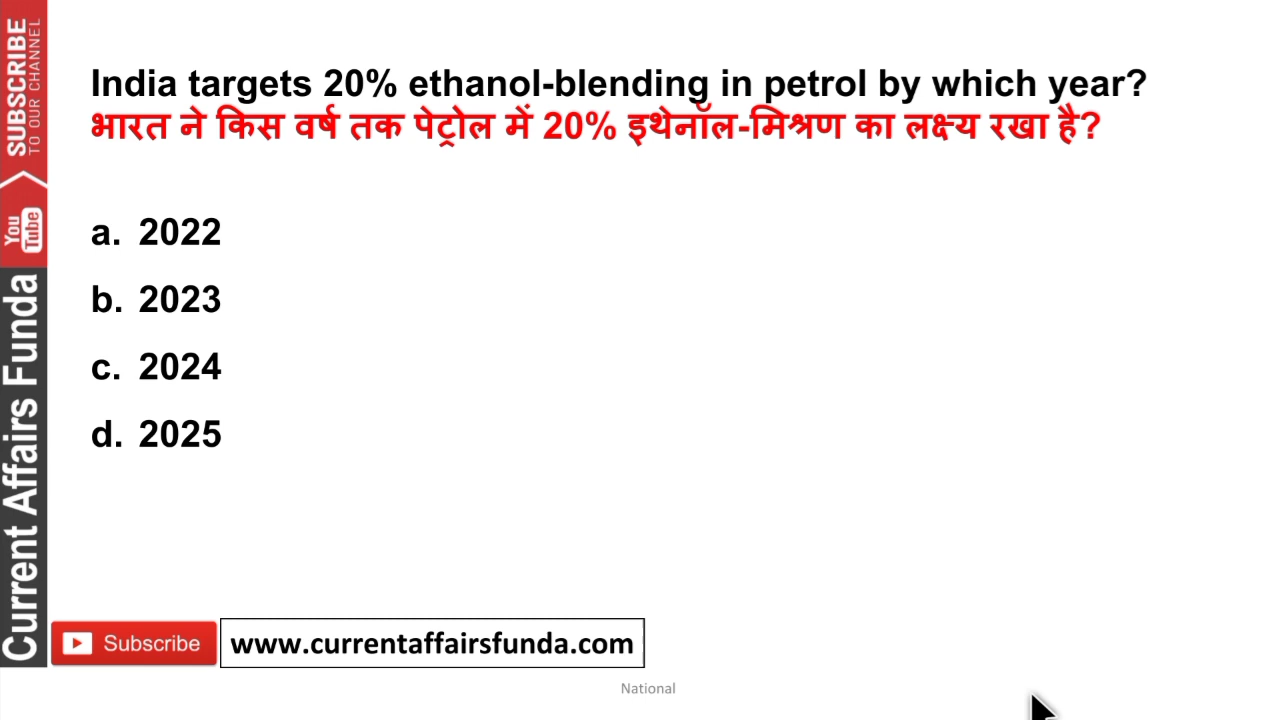 India targets 20% ethanol-blending in petrol by which year?
भारत ने किस वर्ष तक पेट्रोल में 20% इथेनॉल-मिश्रण का लक्ष्य रखा है?
a. 2022
b. 2023
c. 2024
d. 2025
SUBSCRIBE
TO OUR CHANNEL
You
Tube
Current Affairs Funda
Subscribe
www.currentaffairsfunda.com
National